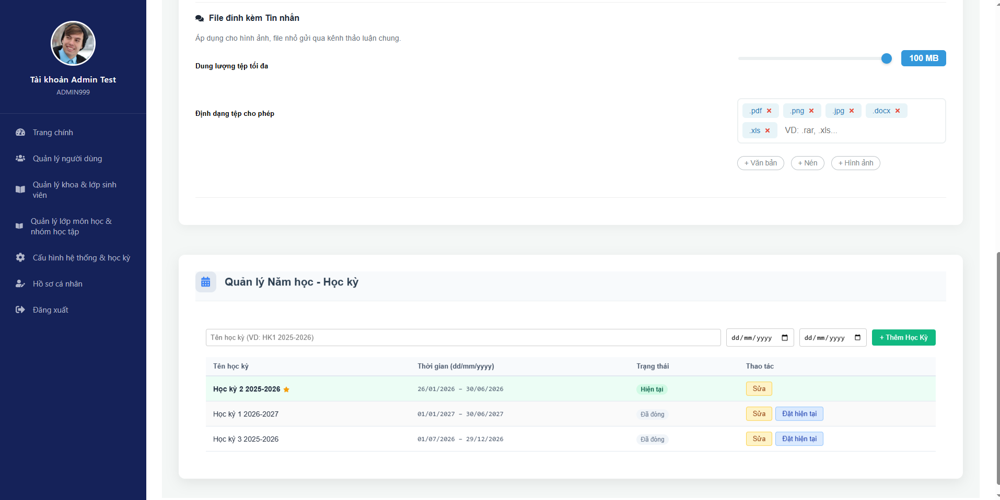 Tài khoản Admin Test
ADMIN999
Trang chính
Quản lý người dùng
Quản lý khoa & lớp sinh
viên
Quản lý lớp môn học &
nhóm học tập
Cấu hình hệ thống & học kỳ
Hồ sơ cá nhân
Đăng xuất
File đính kèm Tin nhắn
Áp dụng cho hình ảnh, file nhỏ gửi qua kênh thảo luận chung.
Dung lượng tệp tối đa
100 MB
Định dạng tệp cho phép
.pdf .png .jpg .docx
.xls VD: .rar, .xls...
+ Văn bản + Nén + Hình ảnh
Quản lý Năm học - Học kỳ
Tên học kỳ (VD: HK1 2025-2026) dd/mm/yyyy dd/mm/yyyy + Thêm Học Kỳ
Tên học kỳ Thời gian (dd/mm/yyyy) Trạng thái Thao tác
Học kỳ 2 2025-2026 26/01/2026 – 30/06/2026 Hiện tại Sửa
Học kỳ 1 2026-2027 01/01/2027 – 30/06/2027 Đã đóng Sửa Đặt hiện tại
Học kỳ 3 2025-2026 01/07/2026 – 29/12/2026 Đã đóng Sửa Đặt hiện tại